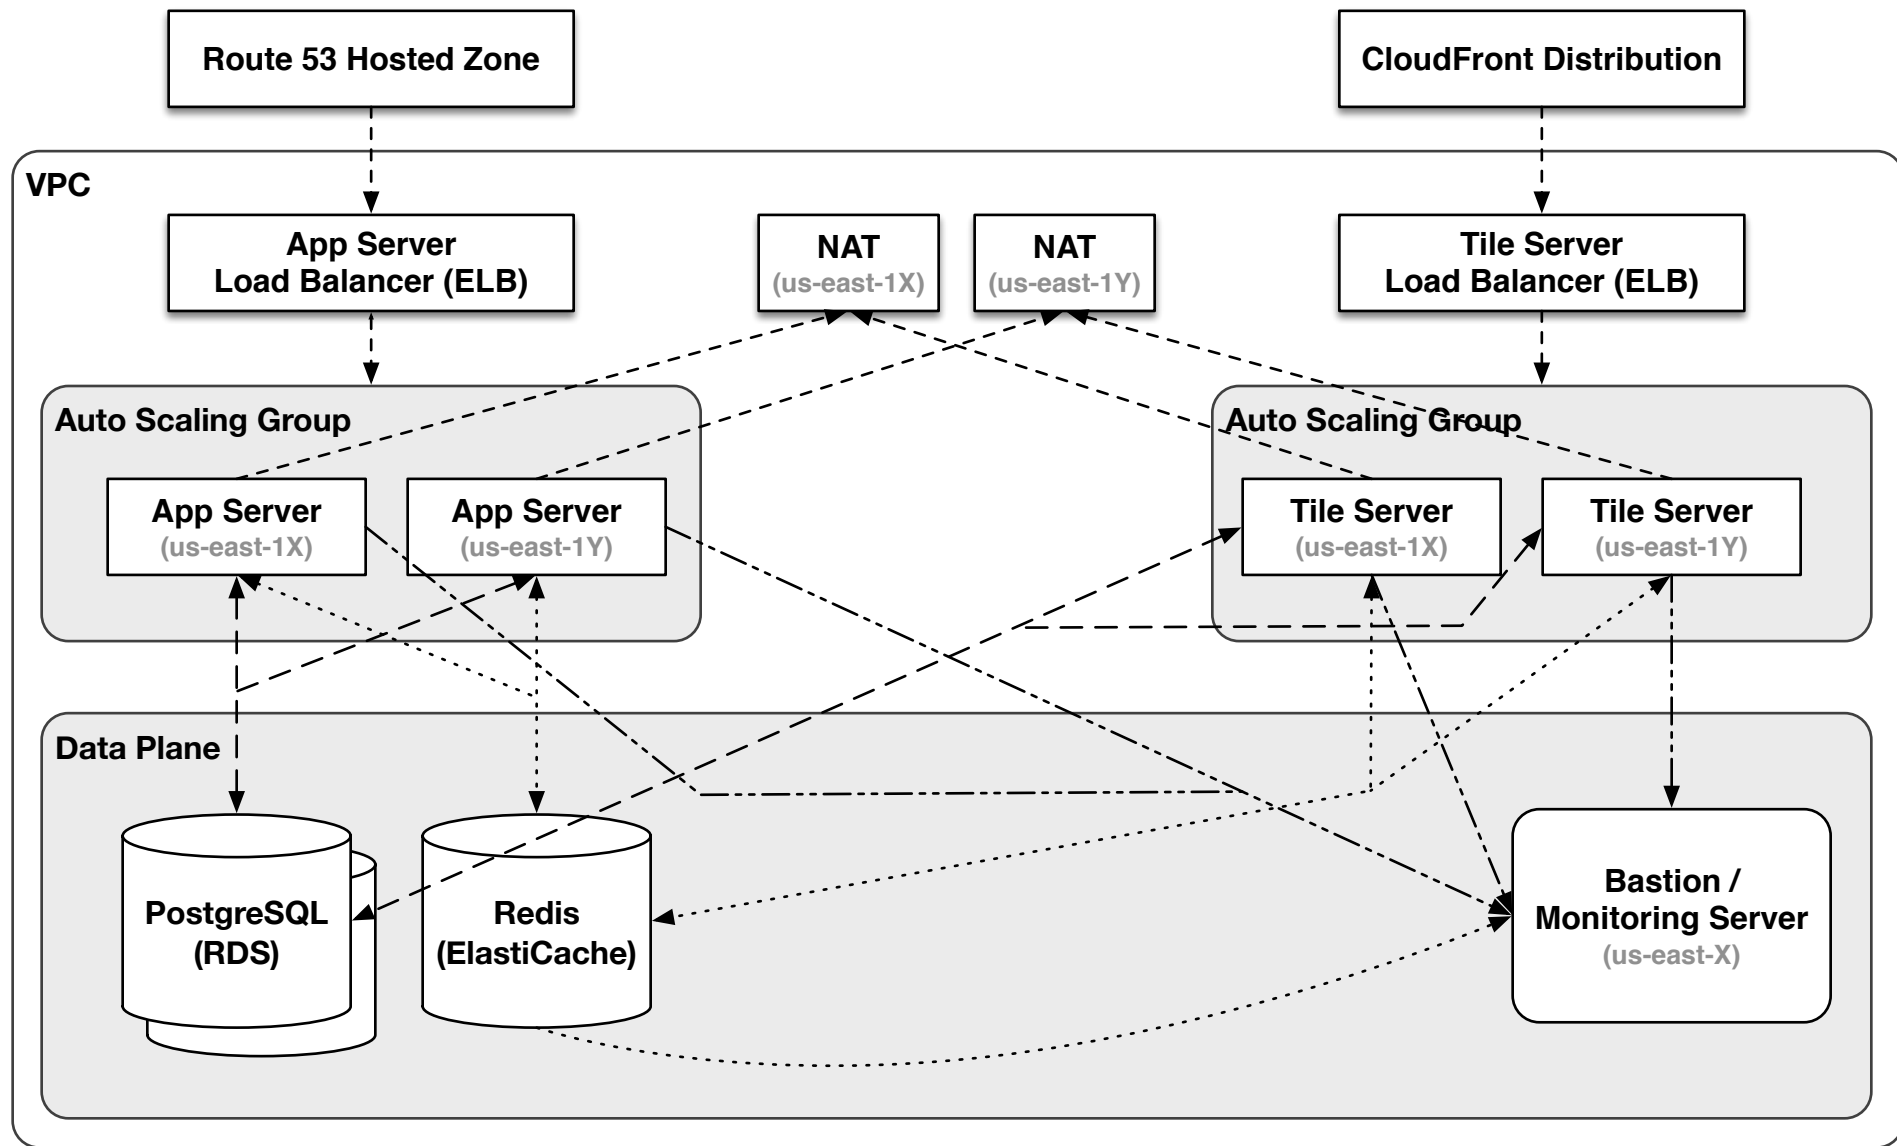 Route 53 Hosted Zone
CloudFront Distribution
VPC
App Server
Load Balancer (ELB)
NAT
(us-east-1X)
NAT
(us-east-1Y)
Tile Server
Load Balancer (ELB)
Auto Scaling Group
Auto Scaling Group
App Server
(us-east-1X)
App Server
(us-east-1Y)
Tile Server
(us-east-1X)
Tile Server
(us-east-1Y)
Data Plane
PostgreSQL
(RDS)
Redis
(ElastiCache)
Bastion /
Monitoring Server
(us-east-X)